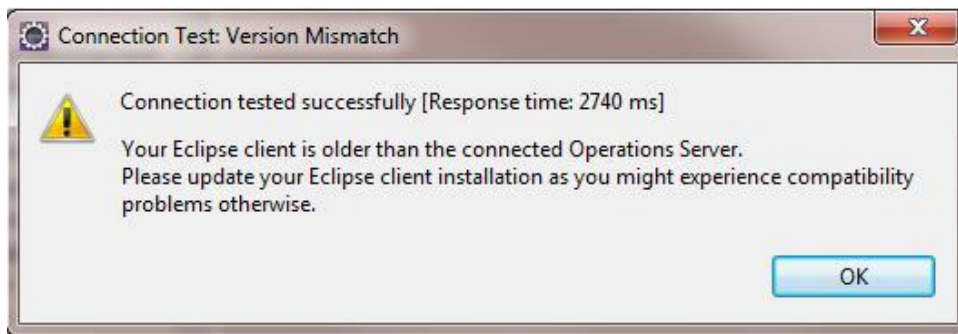 Connection Test: Version Mismatch
Connection tested successfully [Response time: 2740 ms]
Your Eclipse client is older than the connected Operations Server.
Please update your Eclipse client installation as you might experience compatibility
problems otherwise.
OK